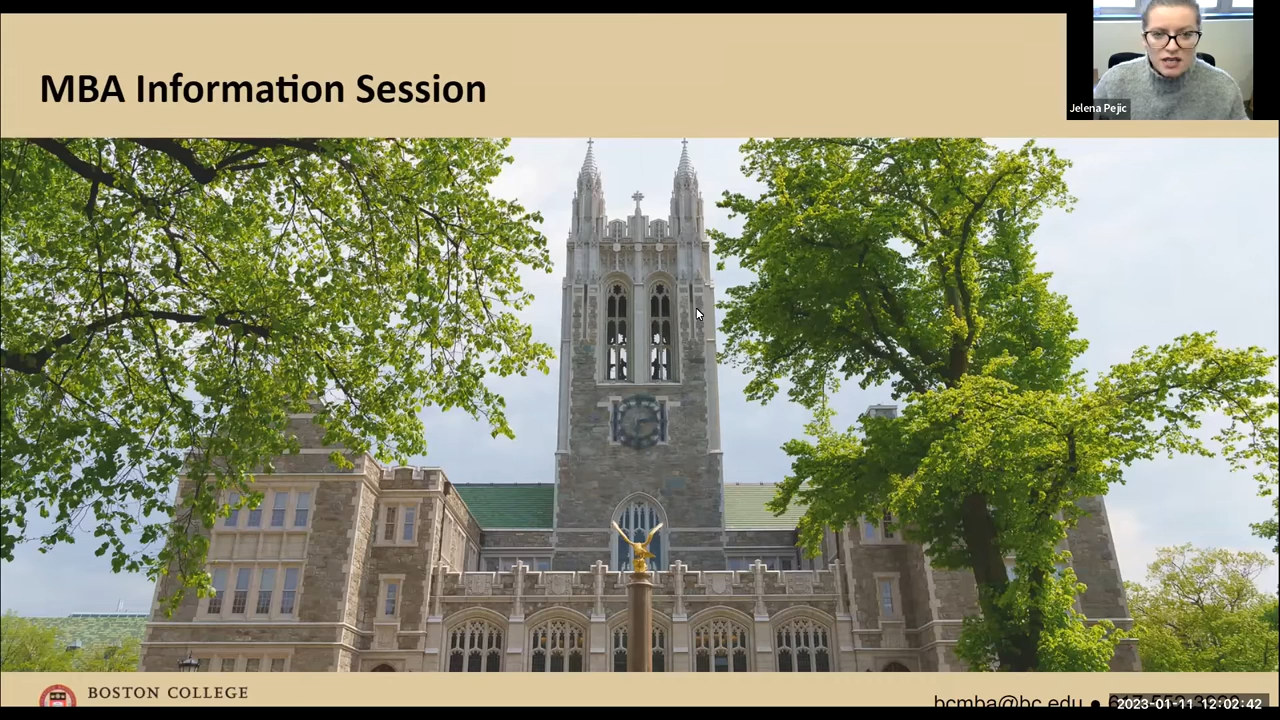 MBA Information Session
Jelena Pejic
BOSTON COLLEGE
bcmba@bc.edu •
2023-01-11 12:02:42